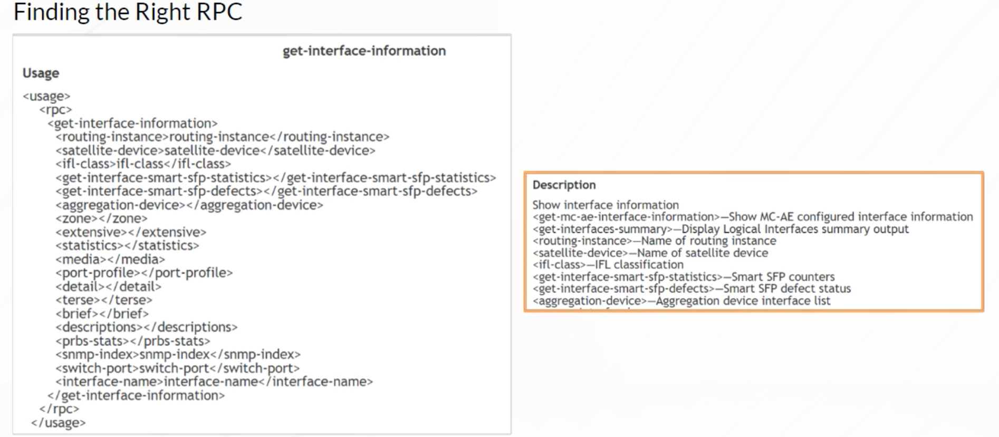 Finding the Right RPC
get-interface-information
Usage
<usage>
<rpc>
<get-interface-information>
<routing-instance>routing-instance</routing-instance>
<satellite-device>satellite-device</satellite-device>
<ifl-class>ifl-class</ifl-class>
<get-interface-smart-sfp-statistics></get-interface-smart-sfp-statistics>
<get-interface-smart-sfp-defects></get-interface-smart-sfp-defects>
<aggregation-device></aggregation-device>
<zone></zone>
<extensive></extensive>
<statistics></statistics>
<media></media>
<port-profile></port-profile>
<detail></detail>
<terse></terse>
<brief></brief>
<descriptions></descriptions>
<prbs-stats></prbs-stats>
<snmp-index>snmp-index</snmp-index>
<switch-port>switch-port</switch-port>
<interface-name>interface-name</interface-name>
</get-interface-information>
</rpc>
</usage>
Description
Show interface information
<get-mc-ae-interface-information>—Show MC-AE configured interface information
<get-interfaces-summary>—Display Logical Interfaces summary output
<routing-instance>—Name of routing instance
<satellite-device>—Name of satellite device
<ifl-class>—IFL classification
<get-interface-smart-sfp-statistics>—Smart SFP counters
<get-interface-smart-sfp-defects>—Smart SFP defect status
<aggregation-device>—Aggregation device interface list